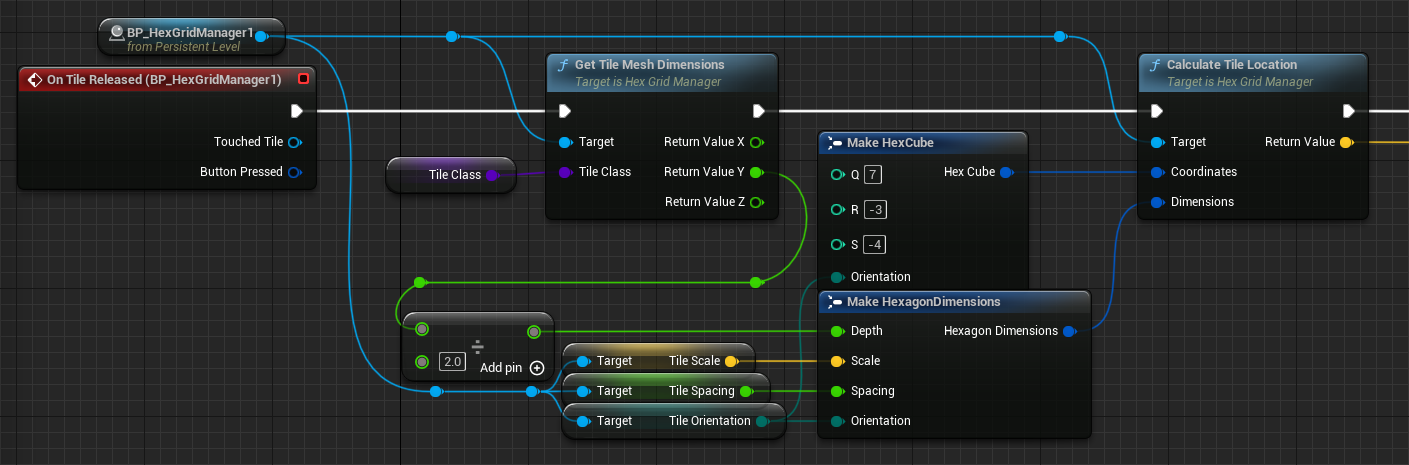 BP_HexGridManager1
from Persistent Level
On Tile Released (BP_HexGridManager1)
Touched Tile
Button Pressed
Tile Class
f Get Tile Mesh Dimensions
Target is Hex Grid Manager
Target
Return Value X
Tile Class
Return Value Y
Return Value Z
Make HexCube
Q 7
Hex Cube
R -3
S -4
Orientation
f Calculate Tile Location
Target is Hex Grid Manager
Target
Return Value
Coordinates
Dimensions
÷
2.0
Add pin
Target Tile Scale
Target Tile Spacing
Target Tile Orientation
Make HexagonDimensions
Depth
Hexagon Dimensions
Scale
Spacing
Orientation